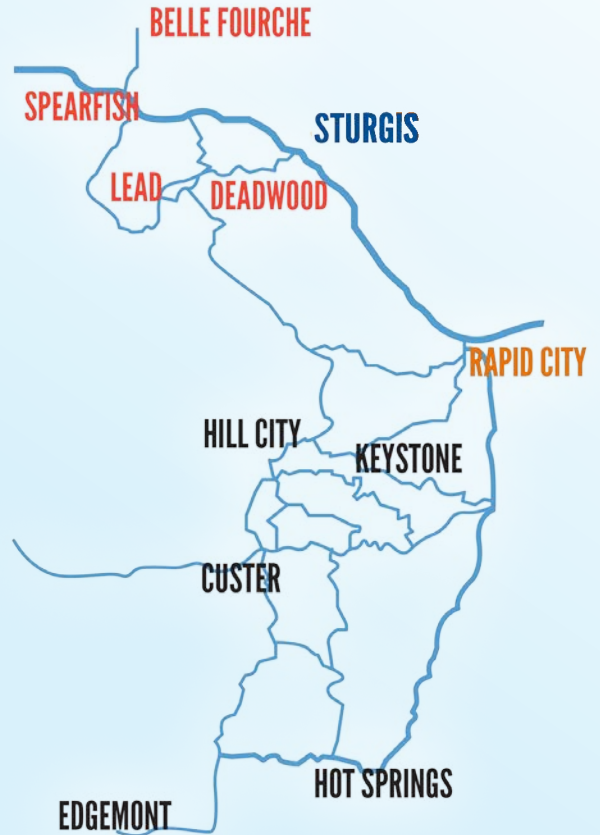 BELLE FOURCHE
SPEARFISH
STURGIS
LEAD
DEADWOOD
RAPID CITY
HILL CITY
KEYSTONE
CUSTER
HOT SPRINGS
EDGEMONT